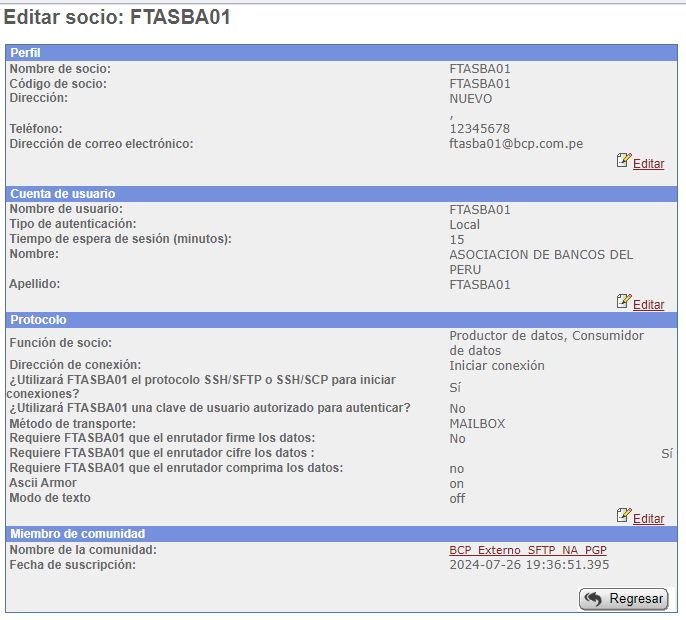 Editar socio: FTASBA01
Perfil
Nombre de socio: FTASBA01
Código de socio: FTASBA01
Dirección: NUEVO
,
Teléfono: 12345678
Dirección de correo electrónico: ftasba01@bcp.com.pe
Editar
Cuenta de usuario
Nombre de usuario: FTASBA01
Tipo de autenticación: Local
Tiempo de espera de sesión (minutos): 15
Nombre: ASOCIACION DE BANCOS DEL
PERU
Apellido: FTASBA01
Editar
Protocolo
Función de socio: Productor de datos, Consumidor
de datos
Dirección de conexión: Iniciar conexión
¿Utilizará FTASBA01 el protocolo SSH/SFTP o SSH/SCP para iniciar
conexiones? Sí
¿Utilizará FTASBA01 una clave de usuario autorizado para autenticar? No
Método de transporte: MAILBOX
Requiere FTASBA01 que el enrutador firme los datos: No
Requiere FTASBA01 que el enrutador cifre los datos : Sí
Requiere FTASBA01 que el enrutador comprima los datos: no
Ascii Armor on
Modo de texto off
Editar
Miembro de comunidad
Nombre de la comunidad: BCP_Externo_SFTP_NA_PGP
Fecha de suscripción: 2024-07-26 19:36:51.395
Regresar